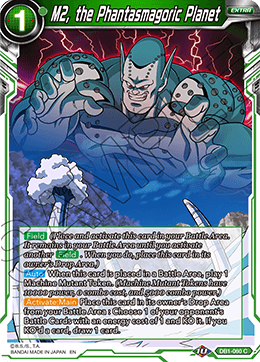 1
M2, the Phantasmagoric Planet
EXTRA
Field (Place and activate this card in your Battle Area.
It remains in your Battle Area until you activate
another Field. When you do, place this card in its
owner's Drop Area.)
Auto When this card is placed in a Battle Area, play 1
Machine Mutant Token. (Machine Mutant Tokens have
10000 power, 0 combo cost, and 5000 combo power.)
Activate:Main Place this card in its owner's Drop Area
from your Battle Area : Choose 1 of your opponent's
Battle Cards with an energy cost of 1 and KO it. If you
KO'd a card, draw 1 card.
©B.S./S., T.A.
BANDAI MADE IN JAPAN EN
DB1-060 C